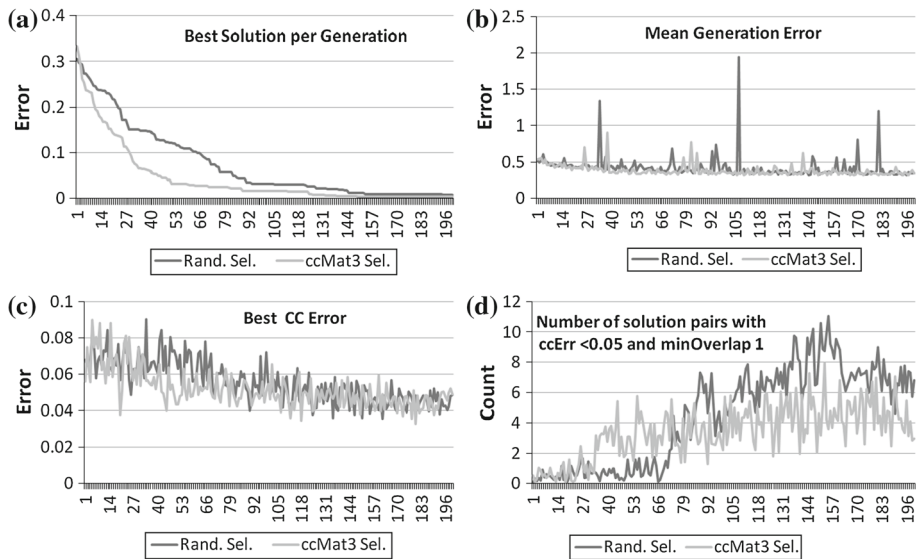 (a)
Best Solution per Generation
Error
0.4
0.3
0.2
0.1
0
1 14 27 40 53 66 79 92 105 118 131 144 157 170 183 196
Rand. Sel. ccMat3 Sel.
(b)
Mean Generation Error
Error
2.5
2
1.5
1
0.5
0
1 14 27 40 53 66 79 92 105 118 131 144 157 170 183 196
Rand. Sel. ccMat3 Sel.
(c)
Best CC Error
Error
0.1
0.08
0.06
0.04
0.02
0
1 14 27 40 53 66 79 92 105 118 131 144 157 170 183 196
Rand. Sel. ccMat3 Sel.
(d)
Number of solution pairs with
ccErr <0.05 and minOverlap 1
Count
12
10
8
6
4
2
0
1 14 27 40 53 66 79 92 105 118 131 144 157 170 183 196
Rand. Sel. ccMat3 Sel.